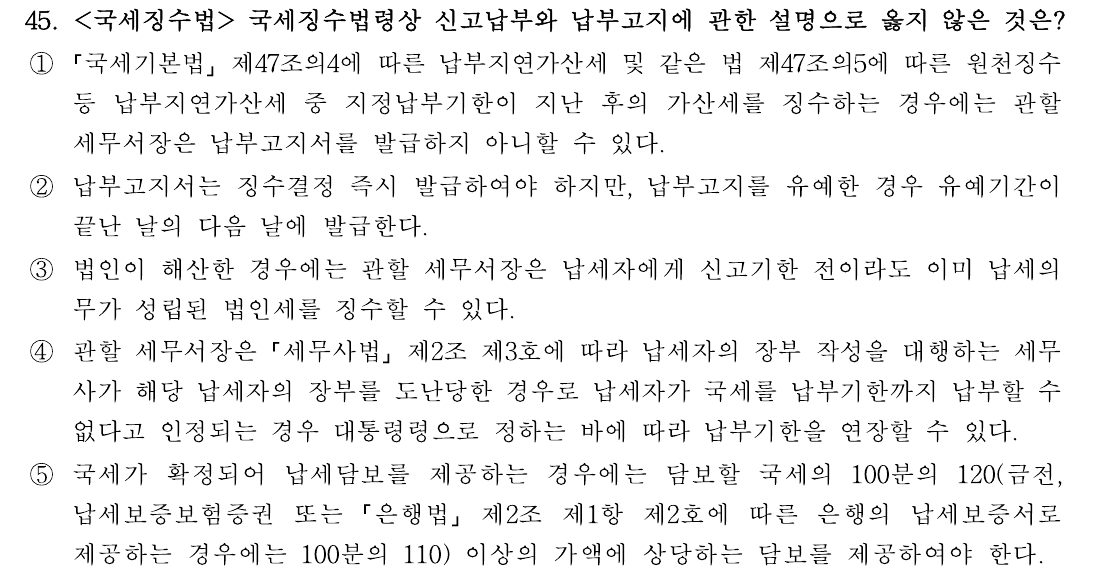 45. <국세징수법> 국세징수법령상 신고납부와 납부고지에 관한 설명으로 옳지 않은 것은?
① 「국세기본법」 제47조의4에 따른 납부지연가산세 및 같은 법 제47조의5에 따른 원천징수
등 납부지연가산세 중 지정납부기한이 지난 후의 가산세를 징수하는 경우에는 관할
세무서장은 납부고지서를 발급하지 아니할 수 있다.
② 납부고지서는 징수결정 즉시 발급하여야 하지만, 납부고지를 유예한 경우 유예기간이
끝난 날의 다음 날에 발급한다.
③ 법인이 해산한 경우에는 관할 세무서장은 납세자에게 신고기한 전이라도 이미 납세의
무가 성립된 법인세를 징수할 수 있다.
④ 관할 세무서장은 「세무사법」 제2조 제3호에 따라 납세자의 장부 작성을 대행하는 세무
사가 해당 납세자의 장부를 도난당한 경우로 납세자가 국세를 납부기한까지 납부할 수
없다고 인정되는 경우 대통령령으로 정하는 바에 따라 납부기한을 연장할 수 있다.
⑤ 국세가 확정되어 납세담보를 제공하는 경우에는 담보할 국세의 100분의 120(금전,
납세보증보험증권 또는 「은행법」 제2조 제1항 제2호에 따른 은행의 납세보증서로
제공하는 경우에는 100분의 110) 이상의 가액에 상당하는 담보를 제공하여야 한다.